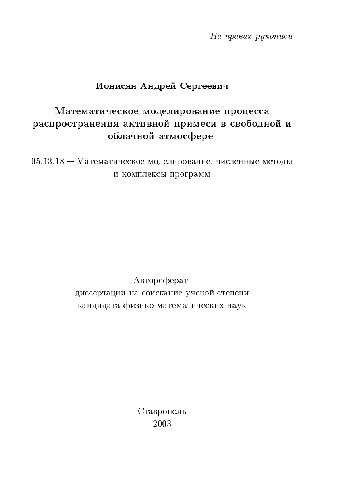 На правах рукописи
Ионисян Андрей Сергеевич
Математическое моделирование процесса
распространения активной примеси в свободной и
облачной атмосфере
05.13.18 — Математическое моделирование, численные методы
и комплексы программ
Автореферат
диссертации на соискание ученой степени
кандидата физико-математических наук
Ставрополь
2003